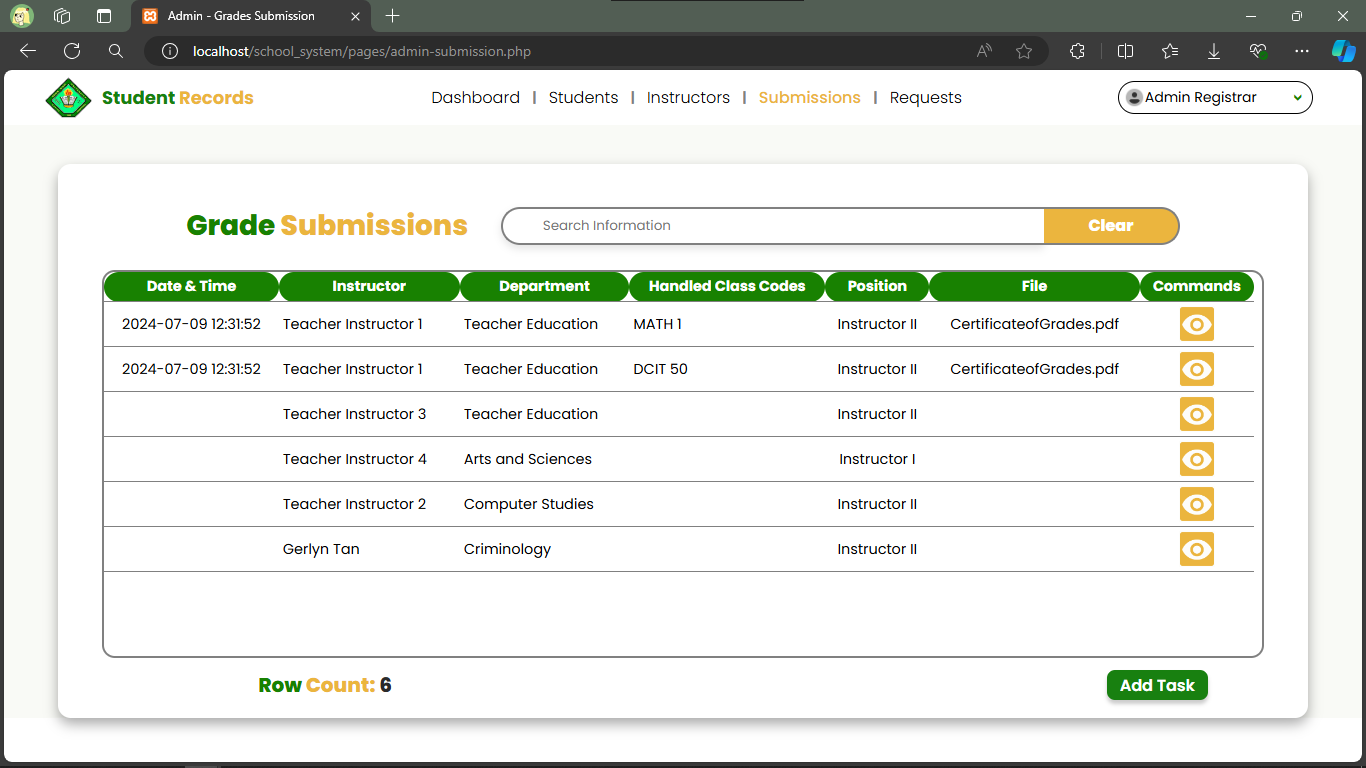 Admin - Grades Submission
localhost/school_system/pages/admin-submission.php
Student Records
Dashboard | Students | Instructors | Submissions | Requests
Admin Registrar
Grade Submissions
Search Information
Clear
Date & Time Instructor Department Handled Class Codes Position File Commands
2024-07-09 12:31:52 Teacher Instructor 1 Teacher Education MATH 1 Instructor II CertificateofGrades.pdf
2024-07-09 12:31:52 Teacher Instructor 1 Teacher Education DCIT 50 Instructor II CertificateofGrades.pdf
Teacher Instructor 3 Teacher Education Instructor II
Teacher Instructor 4 Arts and Sciences Instructor I
Teacher Instructor 2 Computer Studies Instructor II
Gerlyn Tan Criminology Instructor II
Row Count: 6
Add Task